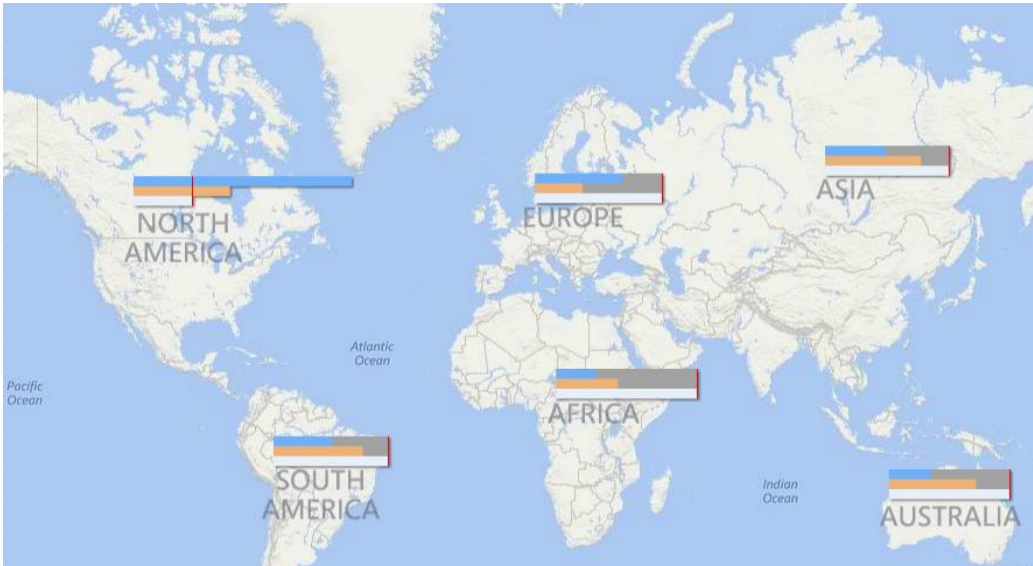 ASIA
NORTH
AMERICA
EUROPE
Atlantic
Ocean
Pacific
Ocean
AFRICA
SOUTH
AMERICA
Indian
Ocean
AUSTRALIA